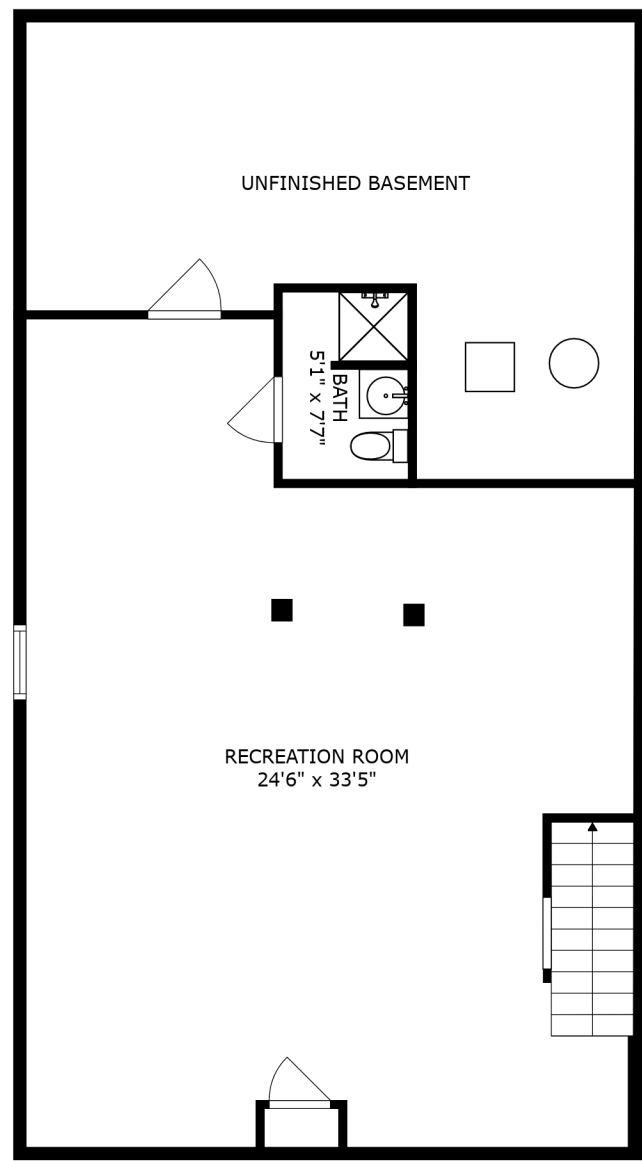 UNFINISHED BASEMENT
BATH
5'1" x 7'7"
RECREATION ROOM
24'6" x 33'5"